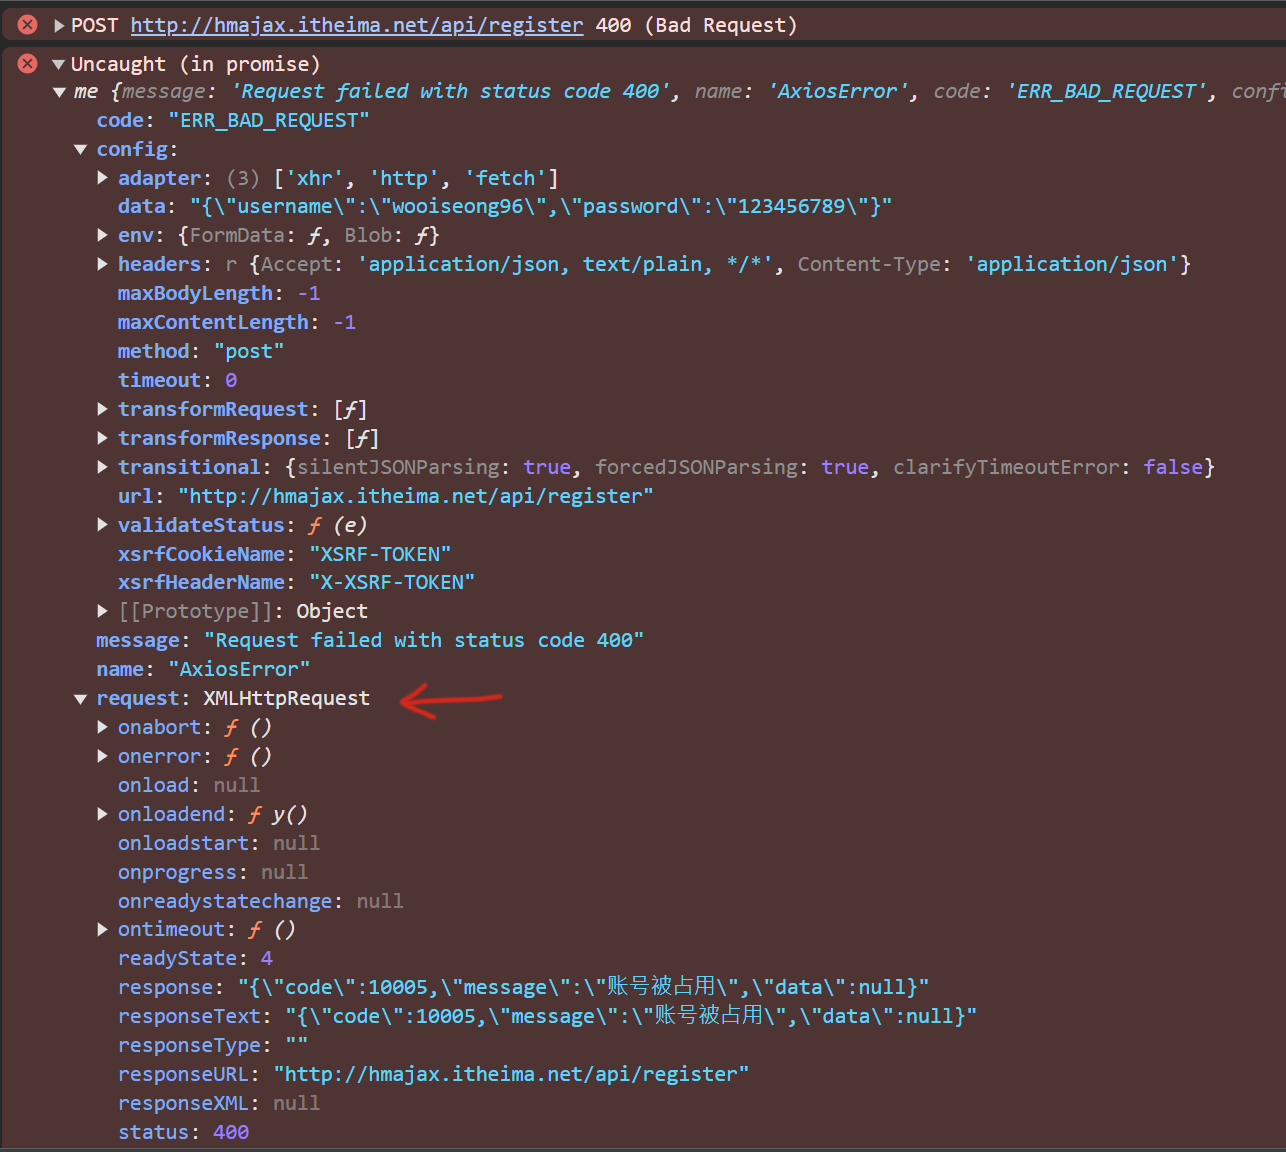 POST http://hmajax.itheima.net/api/register 400 (Bad Request)
Uncaught (in promise)
me {message: 'Request failed with status code 400', name: 'AxiosError', code: 'ERR_BAD_REQUEST', confi
code: "ERR_BAD_REQUEST"
config:
adapter: (3) ['xhr', 'http', 'fetch']
data: "{\"username\":\"wooiseong96\",\"password\":\"123456789\"}"
env: {FormData: ƒ, Blob: ƒ}
headers: r {Accept: 'application/json, text/plain, */*', Content-Type: 'application/json'}
maxBodyLength: -1
maxContentLength: -1
method: "post"
timeout: 0
transformRequest: [ƒ]
transformResponse: [ƒ]
transitional: {silentJSONParsing: true, forcedJSONParsing: true, clarifyTimeoutError: false}
url: "http://hmajax.itheima.net/api/register"
validateStatus: ƒ (e)
xsrfCookieName: "XSRF-TOKEN"
xsrfHeaderName: "X-XSRF-TOKEN"
[[Prototype]]: Object
message: "Request failed with status code 400"
name: "AxiosError"
request: XMLHttpRequest
onabort: ƒ ()
onerror: ƒ ()
onload: null
onloadend: ƒ y()
onloadstart: null
onprogress: null
onreadystatechange: null
ontimeout: ƒ ()
readyState: 4
response: "{\"code\":10005,\"message\":\"账号被占用\",\"data\":null}"
responseText: "{\"code\":10005,\"message\":\"账号被占用\",\"data\":null}"
responseType: ""
responseURL: "http://hmajax.itheima.net/api/register"
responseXML: null
status: 400